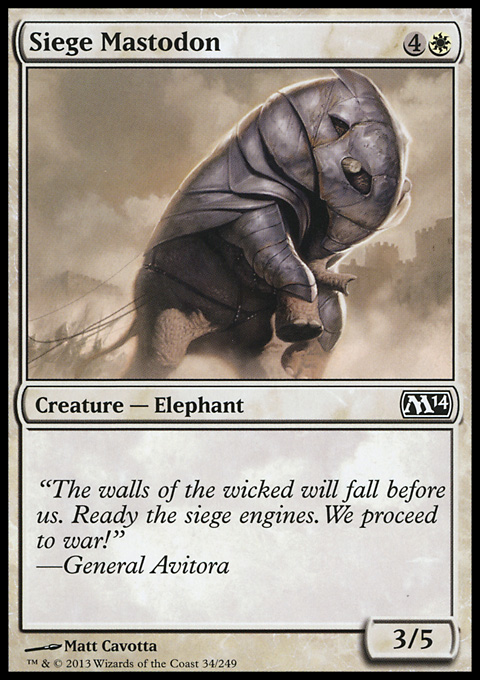 Siege Mastodon 4
Creature — Elephant M14
“The walls of the wicked will fall before
us. Ready the siege engines. We proceed
to war!”
—General Avitora
Matt Cavotta
3/5
™ & © 2013 Wizards of the Coast 34/249